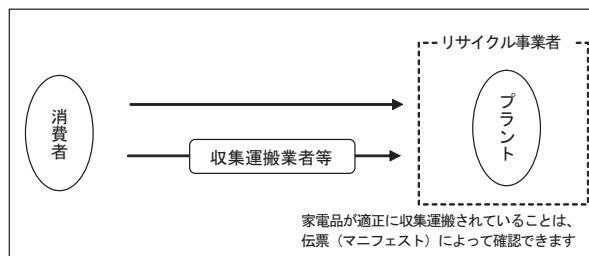 リサイクル事業者
消費者
プラント
収集運搬業者等
家電品が適正に収集運搬されていることは、
伝票（マニフェスト）によって確認できます